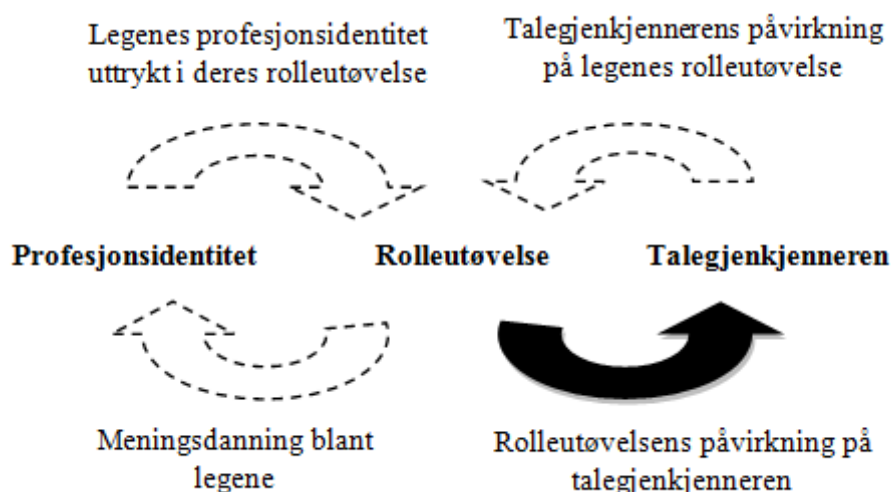 Legenes profesjonsidentitet
uttrykt i deres rolleutøvelse
Talegjenkjennerens påvirkning
på legenes rolleutøvelse
Profesjonsidentitet
Rolleutøvelse
Talegjenkjenneren
Meningsdanning blant
legene
Rolleutøvelsens påvirkning på
talegjenkjenneren